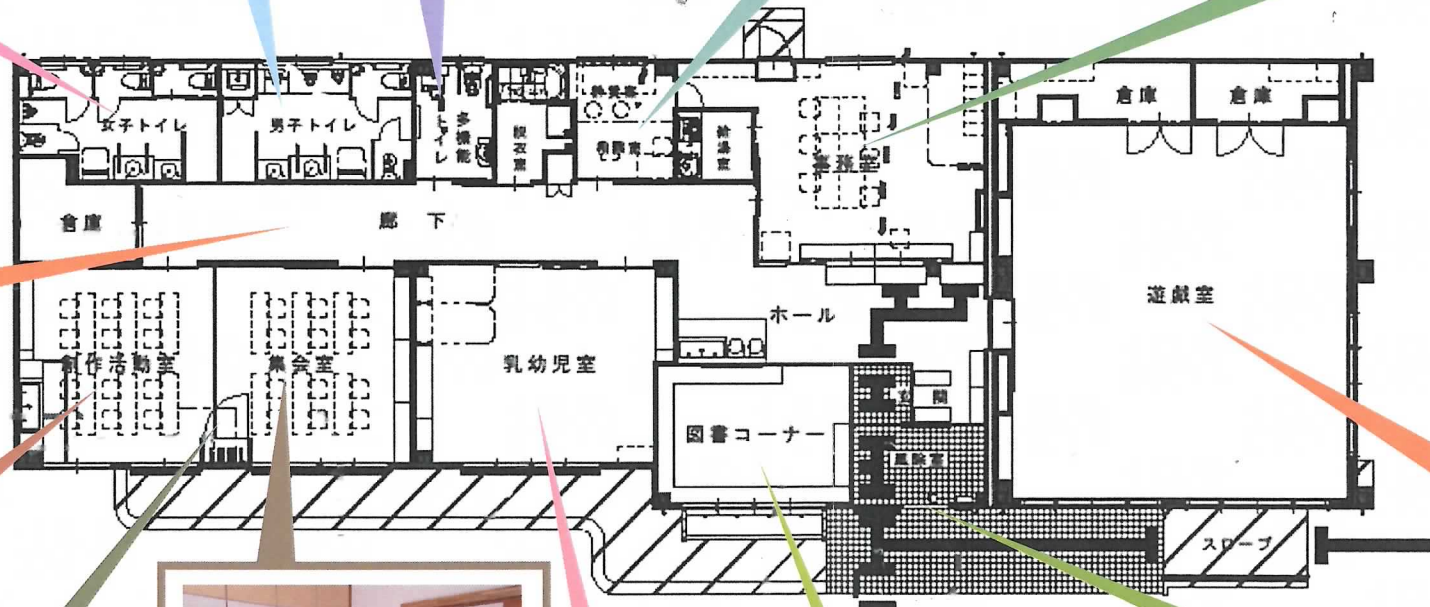 女子トイレ
男子トイレ
多機能
トイレ
脱衣室
静養室
相談室
給湯室
事務室
倉庫
倉庫
倉庫
廊下
遊戯室
ホール
創作活動室
集会室
乳幼児室
図書コーナー
玄関
風除室
スロープ